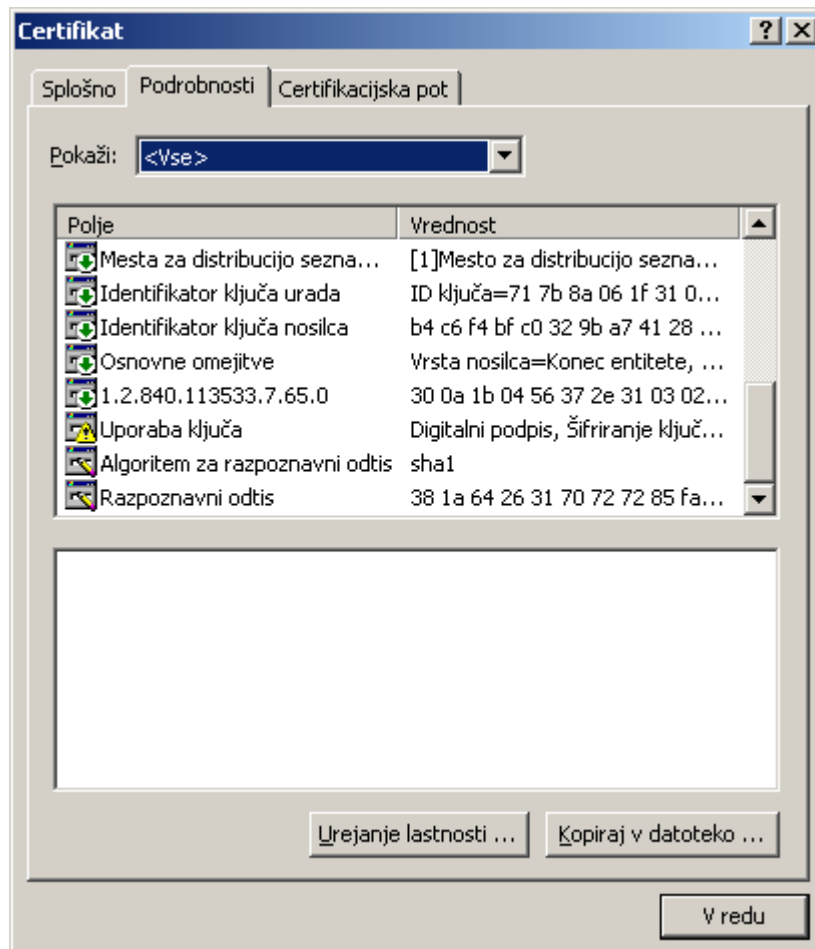 Certifikat
Splošno Podrobnosti Certifikacijska pot
Pokaži: <Vse>
Polje Vrednost
Mesta za distribucijo sezna... [1]Mesto za distribucijo sezna...
Identifikator ključa urada ID ključa=71 7b 8a 06 1f 31 0...
Identifikator ključa nosilca b4 c6 f4 bf c0 32 9b a7 41 28 ...
Osnovne omejitve Vrsta nosilca=Konec entitete, ...
1.2.840.113533.7.65.0 30 0a 1b 04 56 37 2e 31 03 02...
Uporaba ključa Digitalni podpis, Šifriranje ključ...
Algoritem za razpoznavni odtis sha1
Razpoznavni odtis 38 1a 64 26 31 70 72 72 85 fa...
Urejanje lastnosti ... Kopiraj v datoteko ...
V redu